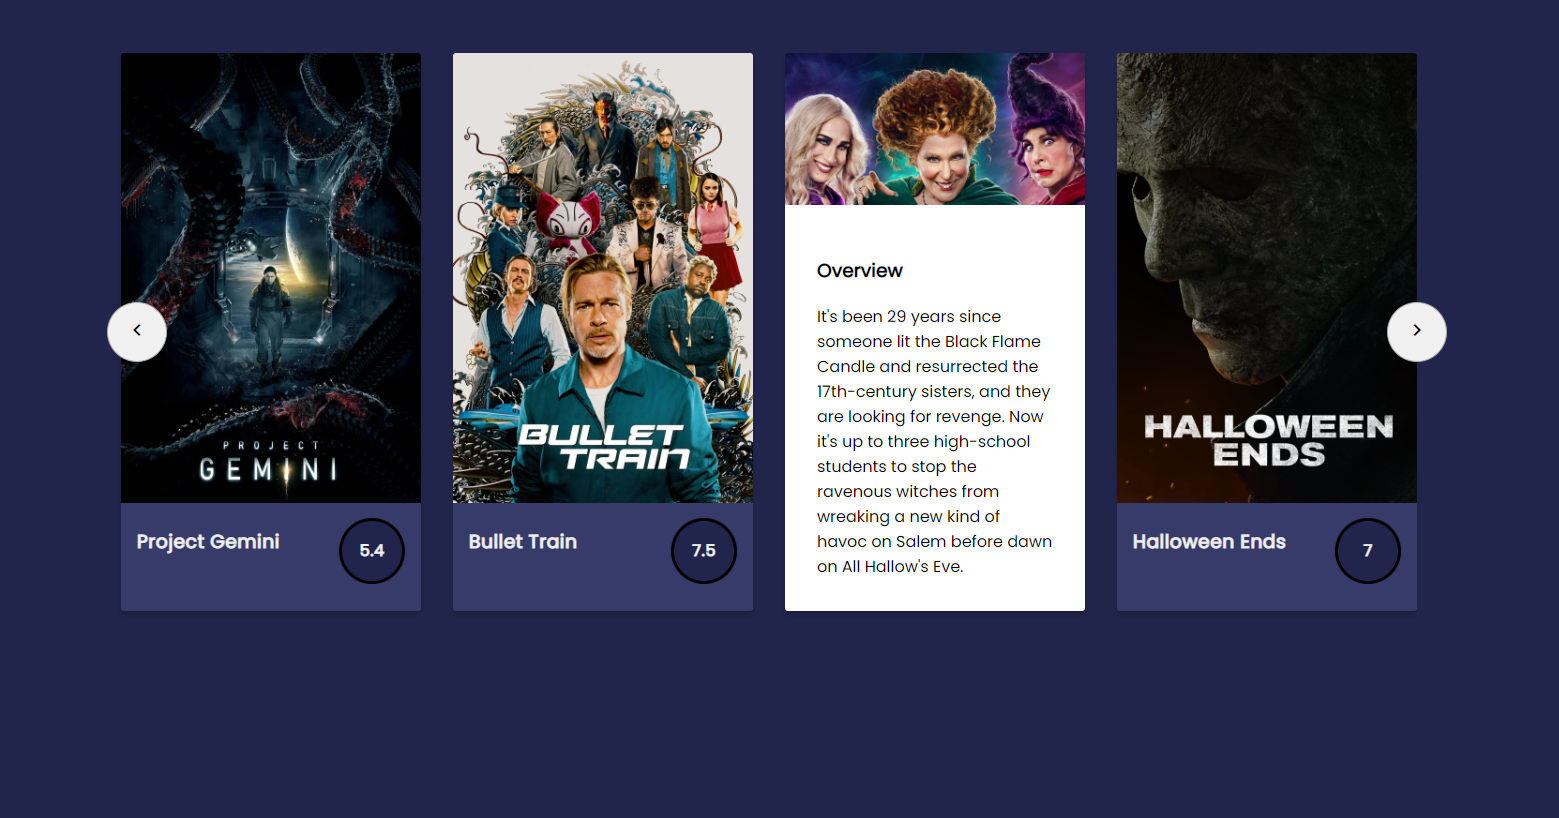 PROJECT
GEMINI
Project Gemini
5.4
BULLET
TRAIN
Bullet Train
7.5
Overview
It's been 29 years since
someone lit the Black Flame
Candle and resurrected the
17th-century sisters, and they
are looking for revenge. Now
it's up to three high-school
students to stop the
ravenous witches from
wreaking a new kind of
havoc on Salem before dawn
on All Hallow's Eve.
HALLOWEEN
ENDS
Halloween Ends
7